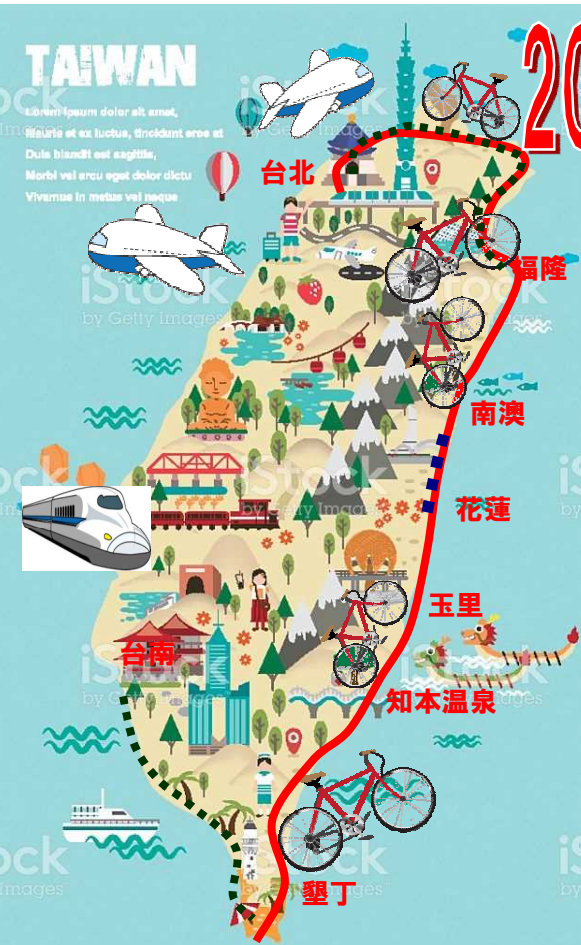 TAIWAN
Lorem ipsum dolor sit amet,
Mauris et ex luctus, tincidunt eros at
Duis blandit est sagittis,
Morbi vel arcu eget dolor dictu
Vivamus in metus vel neque
20
台北
福隆
南澳
花蓮
玉里
台南
知本温泉
墾丁
iStock
by Getty Images